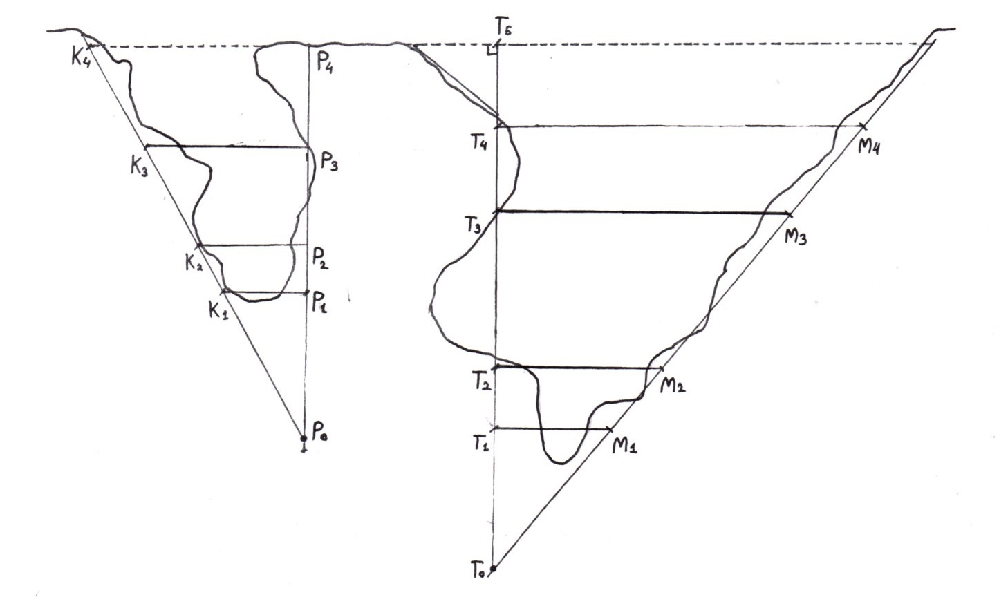 T₅
K₄
P₄
T₄
M₄
K₃
P₃
T₃
M₃
K₂
P₂
K₁
P₁
T₂
M₂
P₀
T₁
M₁
T₀